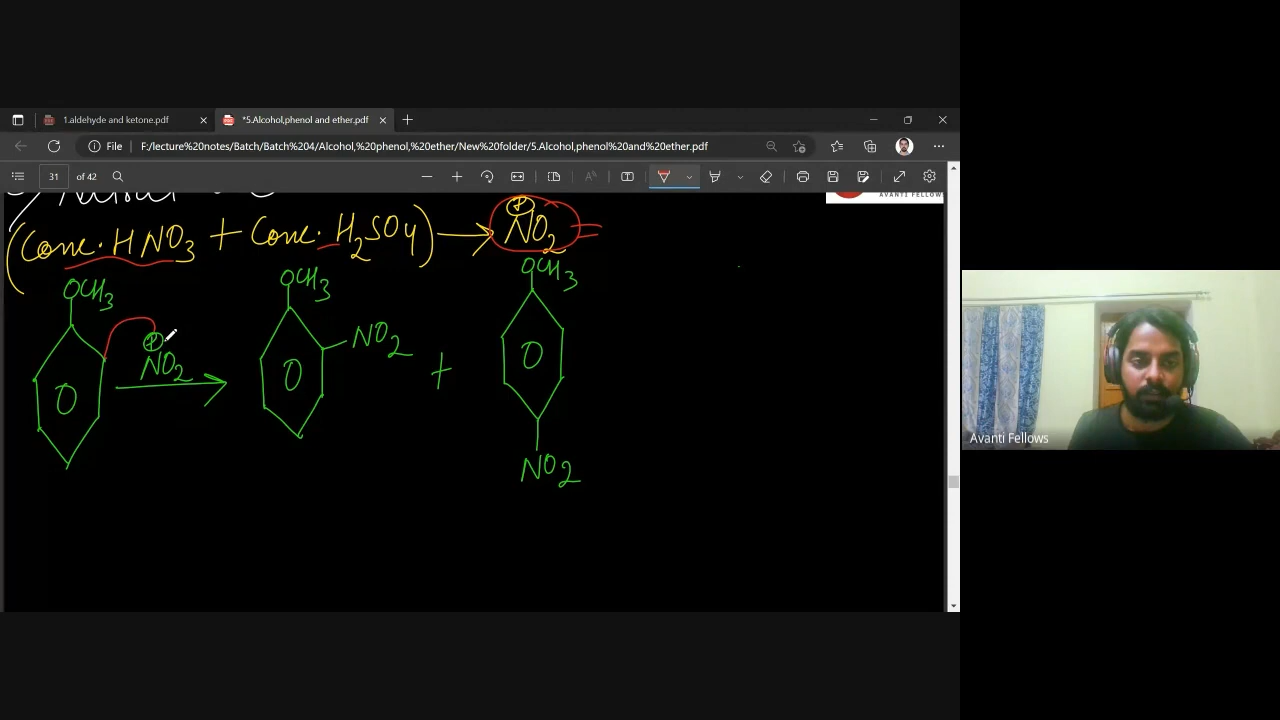 1.aldehyde and ketone.pdf
*5.Alcohol,phenol and ether.pdf
File
F:/lecture%20notes/Batch/Batch%204/Alcohol,%20phenol,%20ether/New%20folder/5.Alcohol,phenol%20and%20ether.pdf
31 of 42
AVANTI FELLOW
(Conc. HNO3 + Conc. H2SO4) → ⊕NO2
OCH3 OCH3 OCH3
⊕NO2 → NO2 +
NO2
Avanti Fellows